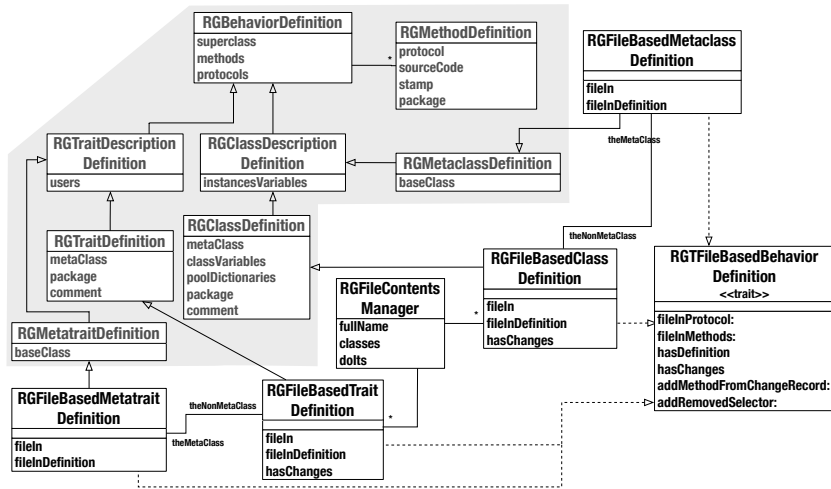 RGBehaviorDefinition
superclass
methods
protocols
*
RGMethodDefinition
protocol
sourceCode
stamp
package
RGFileBasedMetaclass
Definition
fileIn
fileInDefinition
theMetaClass
RGTraitDescription
Definition
users
RGClassDescription
Definition
instancesVariables
RGMetaclassDefinition
baseClass
RGTraitDefinition
metaClass
package
comment
RGClassDefinition
metaClass
classVariables
poolDictionaries
package
comment
theNonMetaClass
RGFileBasedClass
Definition
fileIn
fileInDefinition
hasChanges
RGTFileBasedBehavior
Definition
<<trait>>
fileInProtocol:
fileInMethods:
hasDefinition
hasChanges
addMethodFromChangeRecord:
addRemovedSelector:
RGFileContents
Manager
fullName
classes
doIts
*
*
RGMetatraitDefinition
baseClass
RGFileBasedMetatrait
Definition
fileIn
fileInDefinition
theNonMetaClass
theMetaClass
RGFileBasedTrait
Definition
fileIn
fileInDefinition
hasChanges